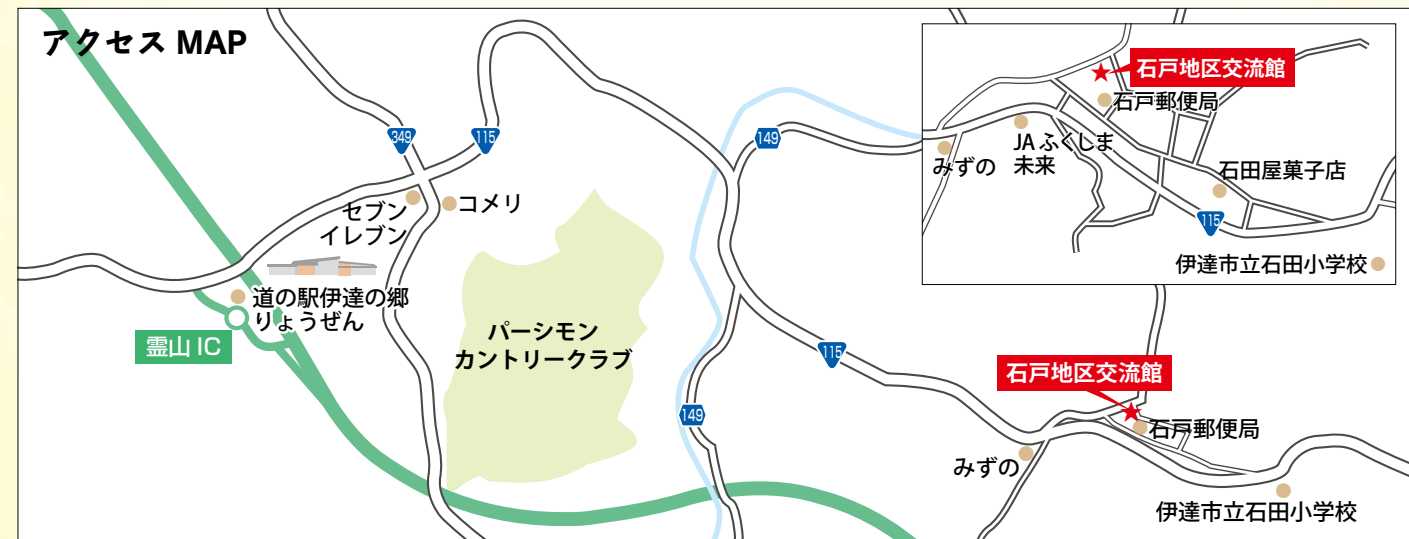 アクセス MAP
349
115
セブン
イレブン
コメリ
道の駅伊達の郷
りょうぜん
霊山 IC
パーシモン
カントリークラブ
149
149
115
石戸地区交流館
石戸郵便局
みずの
伊達市立石田小学校
石戸地区交流館
石戸郵便局
JA ふくしま
未来
みずの
石田屋菓子店
115
伊達市立石田小学校